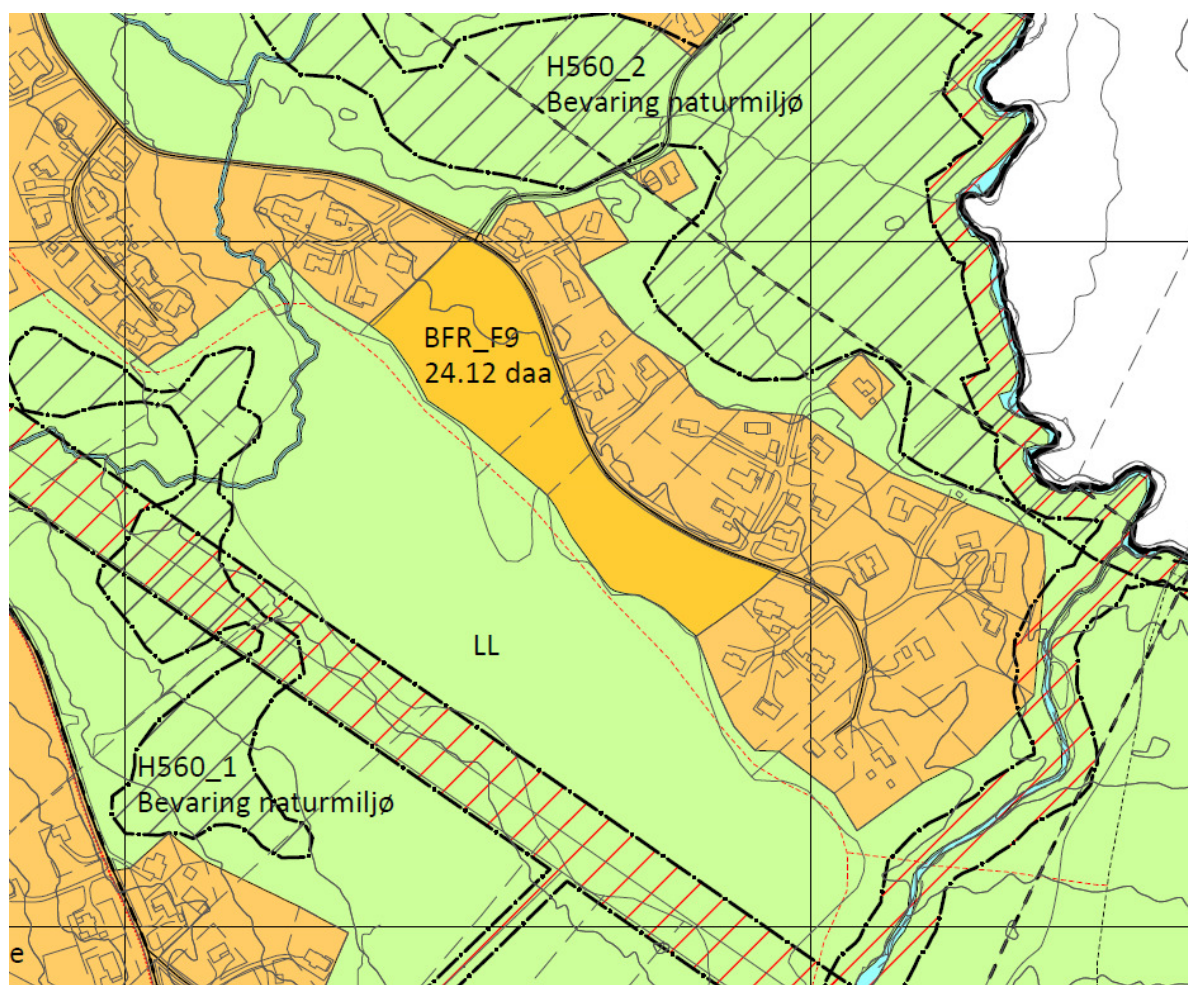 H560_2
Bevaring naturmiljø
BFR_F9
24.12 daa
LL
H560_1
Bevaring naturmiljø
e